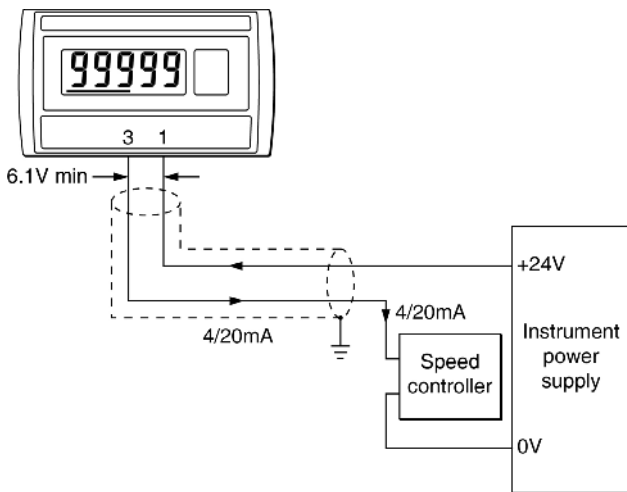 99999
3 1
6.1V min
+24V
4/20mA
4/20mA
Speed
controller
Instrument
power
supply
0V